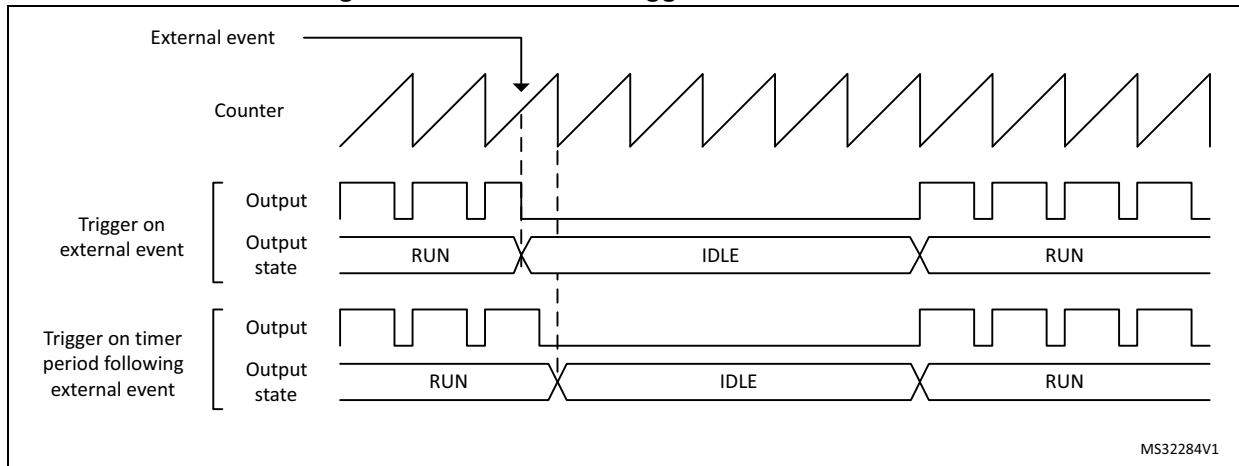 External event
Counter
Trigger on
external event
Output
Output
state
RUN
IDLE
RUN
Trigger on timer
period following
external event
Output
Output
state
RUN
IDLE
RUN
MS32284V1